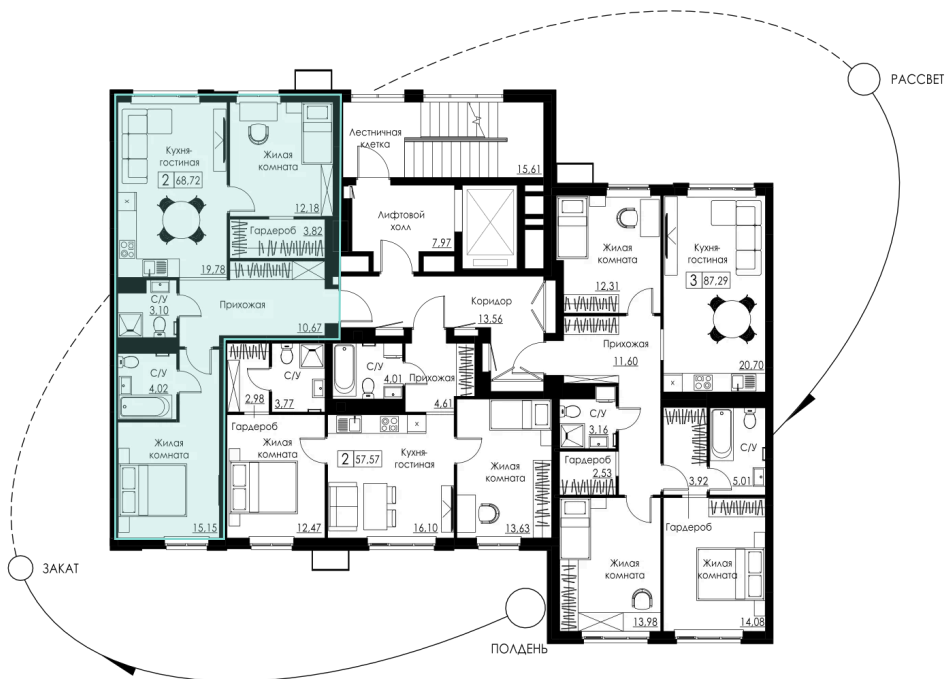 РАССВЕТ
Лестничная
клетка
15.61
Кухня-
гостиная
2 68,72
19.78
Жилая
комната
12.18
Гардероб 3.82
Лифтовой
холл
7.97
С/У
3.10
Прихожая
10.67
Коридор
13.56
Жилая
комната
12.31
Кухня-
гостиная
3 87,29
20.70
Прихожая
11.60
С/У
4.02
2.98
С/У
3.77
4.01
Прихожая
4.61
Гардероб
Жилая
комната
12.47
2 57,57
Кухня-
гостиная
16.10
Жилая
комната
13.63
Жилая
комната
15.15
С/У
3.16
Гардероб
2.53
3.92
С/У
5.01
Гардероб
Жилая
комната
13.98
Жилая
комната
14.08
ЗАКАТ
ПОЛДЕНЬ